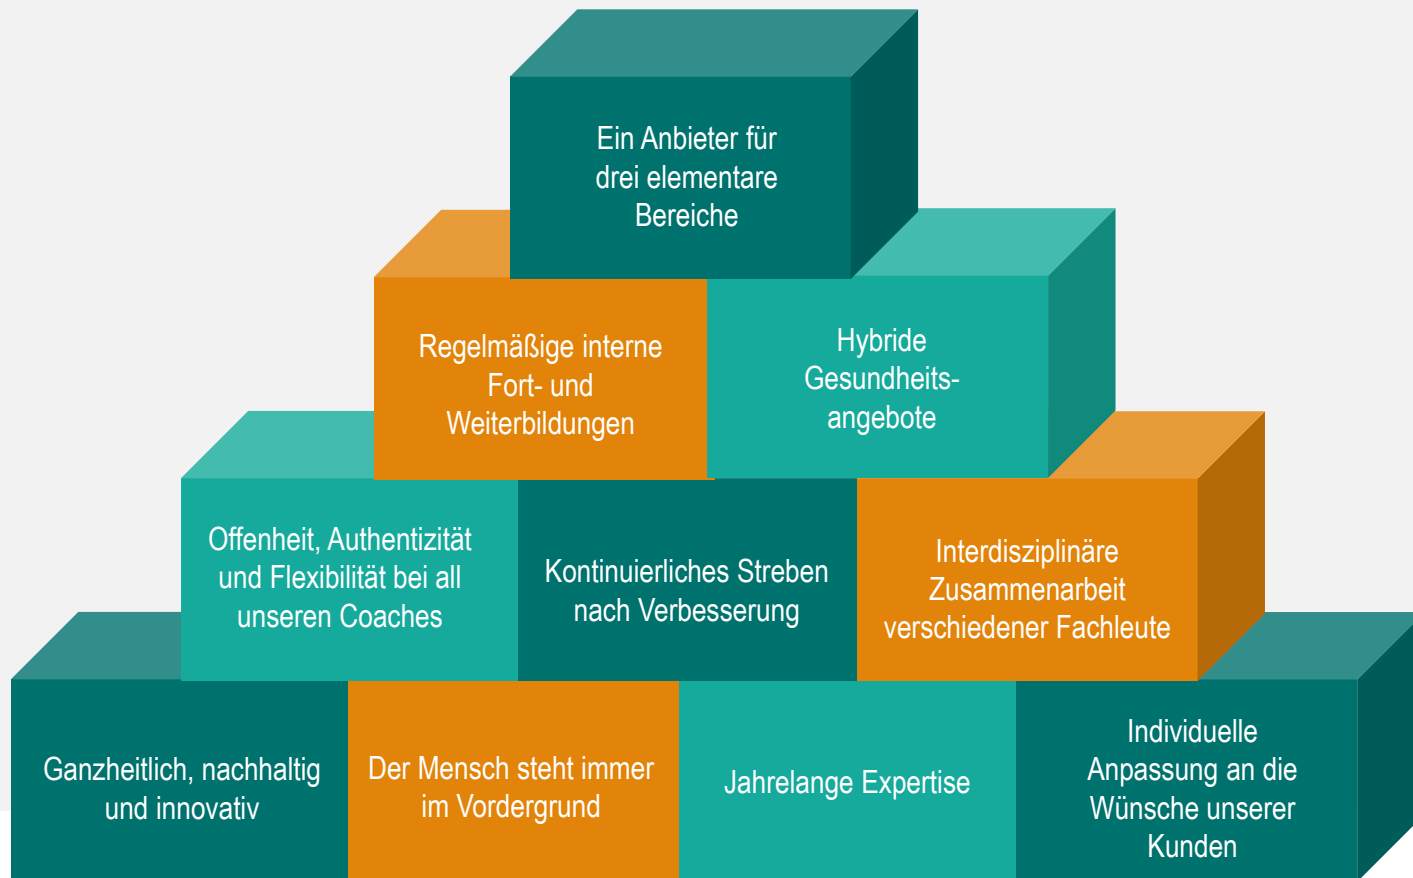 Ein Anbieter für
drei elementare
Bereiche
Regelmäßige interne
Fort- und
Weiterbildungen
Hybride
Gesundheits-
angebote
Offenheit, Authentizität
und Flexibilität bei all
unseren Coaches
Kontinuierliches Streben
nach Verbesserung
Interdisziplinäre
Zusammenarbeit
verschiedener Fachleute
Ganzheitlich, nachhaltig
und innovativ
Der Mensch steht immer
im Vordergrund
Jahrelange Expertise
Individuelle
Anpassung an die
Wünsche unserer
Kunden